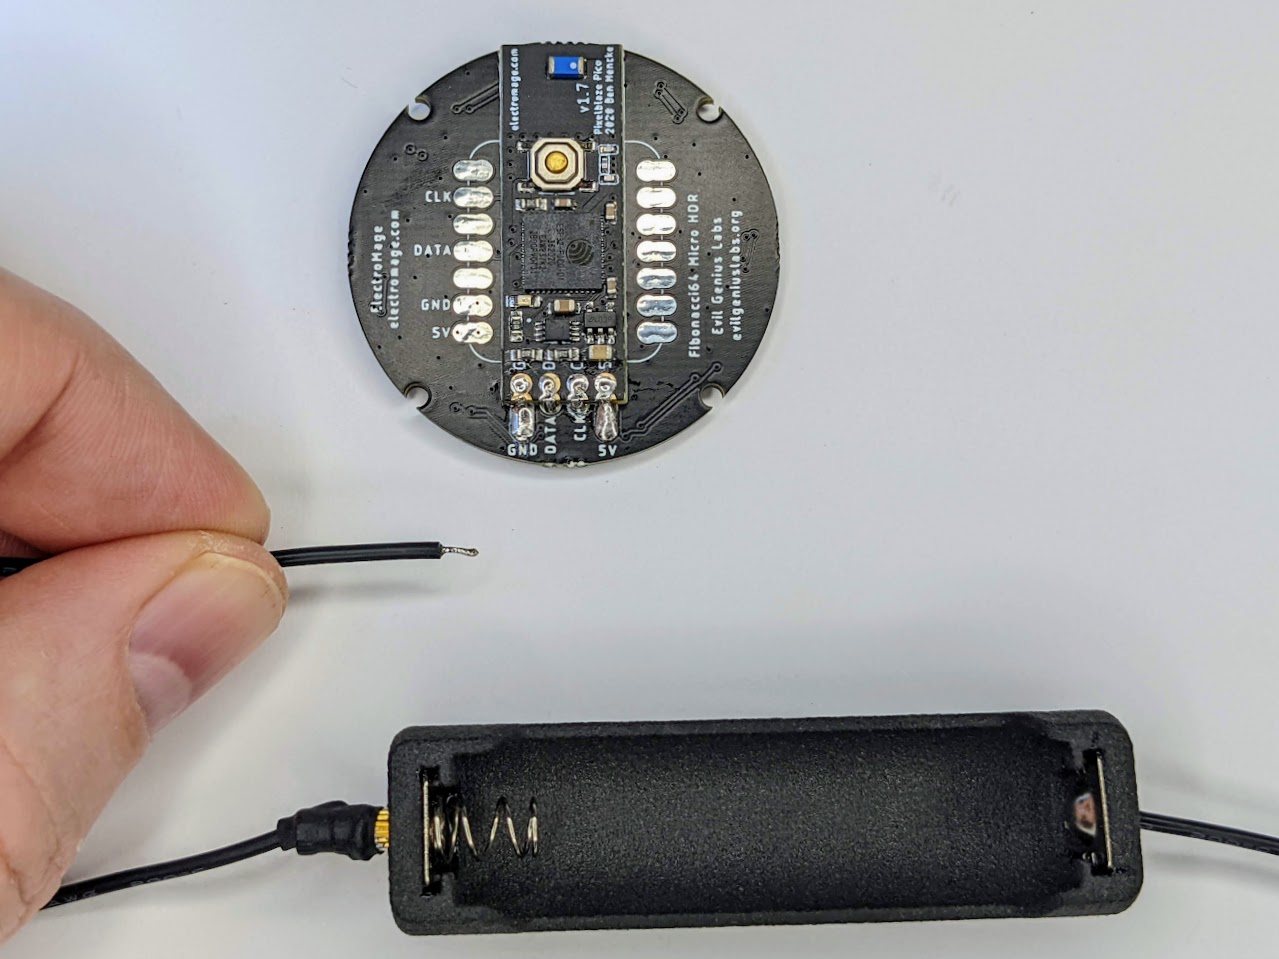 electromage.com
v1.7
Pixelblaze Pico
2020 Ben Hencke
CLK
DATA
GND
5V
ElectroMage
electromage.com
Fibonacci64 Micro HDR
Evil Genius Labs
evilgeniuslabs.org
G
D
C
5
GND
DATA
CLK
5V